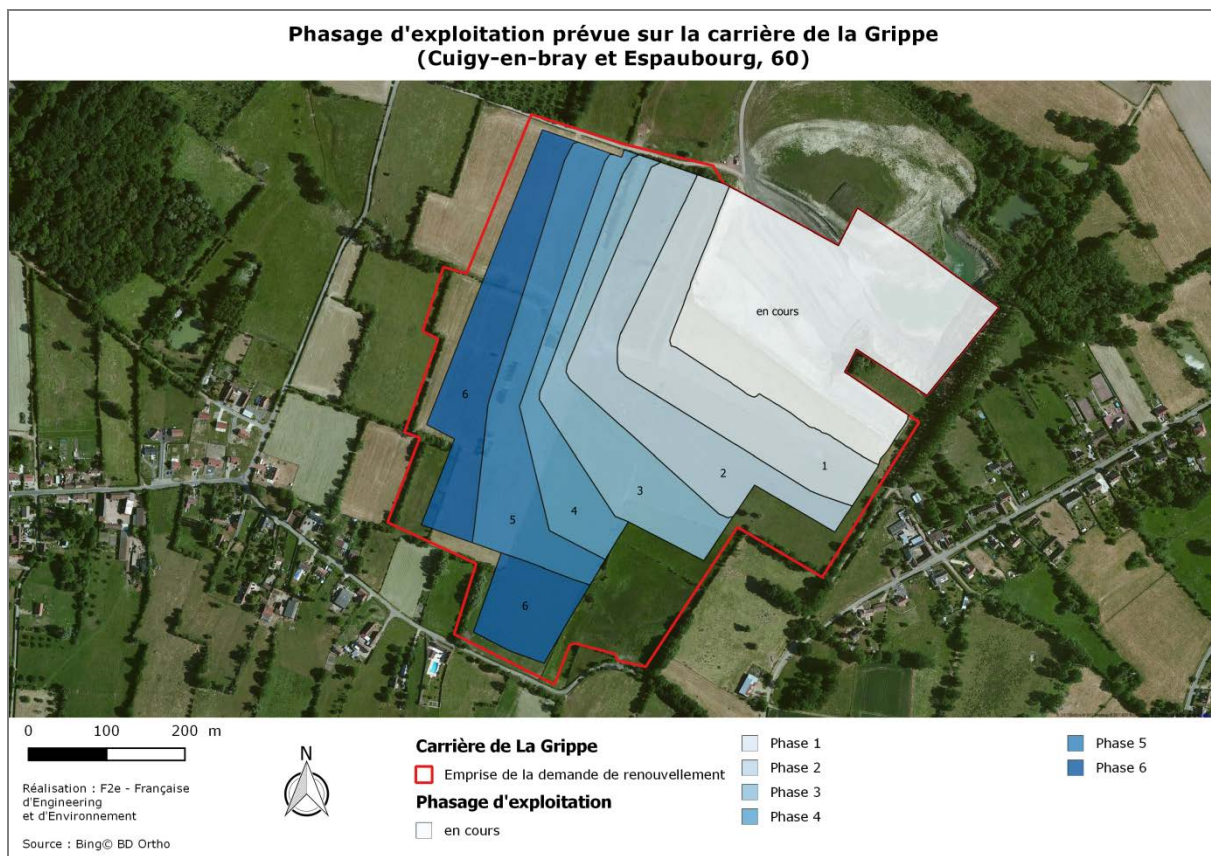 Phasage d'exploitation prévue sur la carrière de la Grippe
(Cuigy-en-bray et Espaubourg, 60)
en cours
6
1
2
3
4
5
6
0 100 200 m
Réalisation : F2e - Française
d'Engineering
et d'Environnement
Source : Bing© BD Ortho
N
Carrière de La Grippe
Emprise de la demande de renouvellement
Phasage d'exploitation
en cours
Phase 1
Phase 2
Phase 3
Phase 4
Phase 5
Phase 6